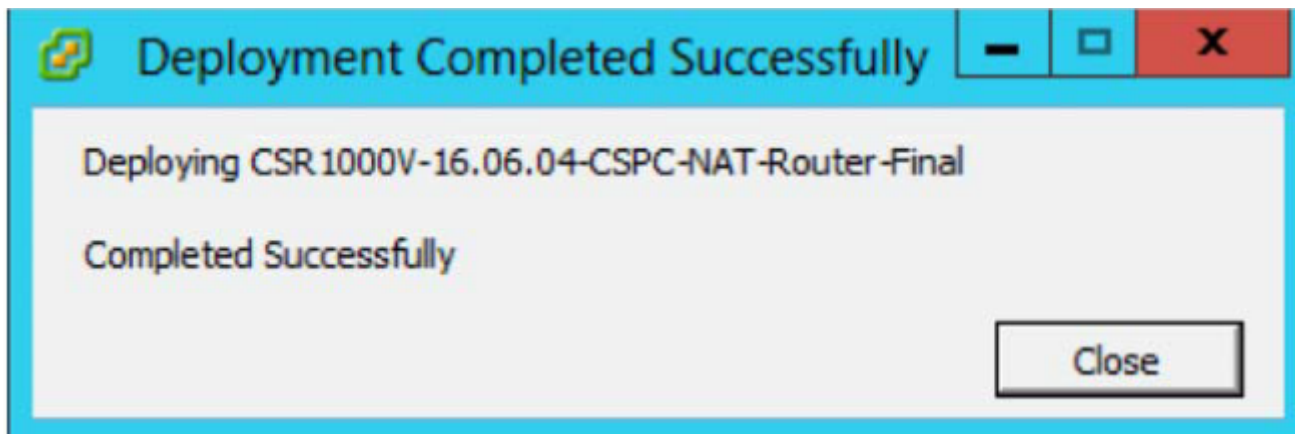 Deployment Completed Successfully
Deploying CSR1000V-16.06.04-CSPC-NAT-Router-Final
Completed Successfully
Close